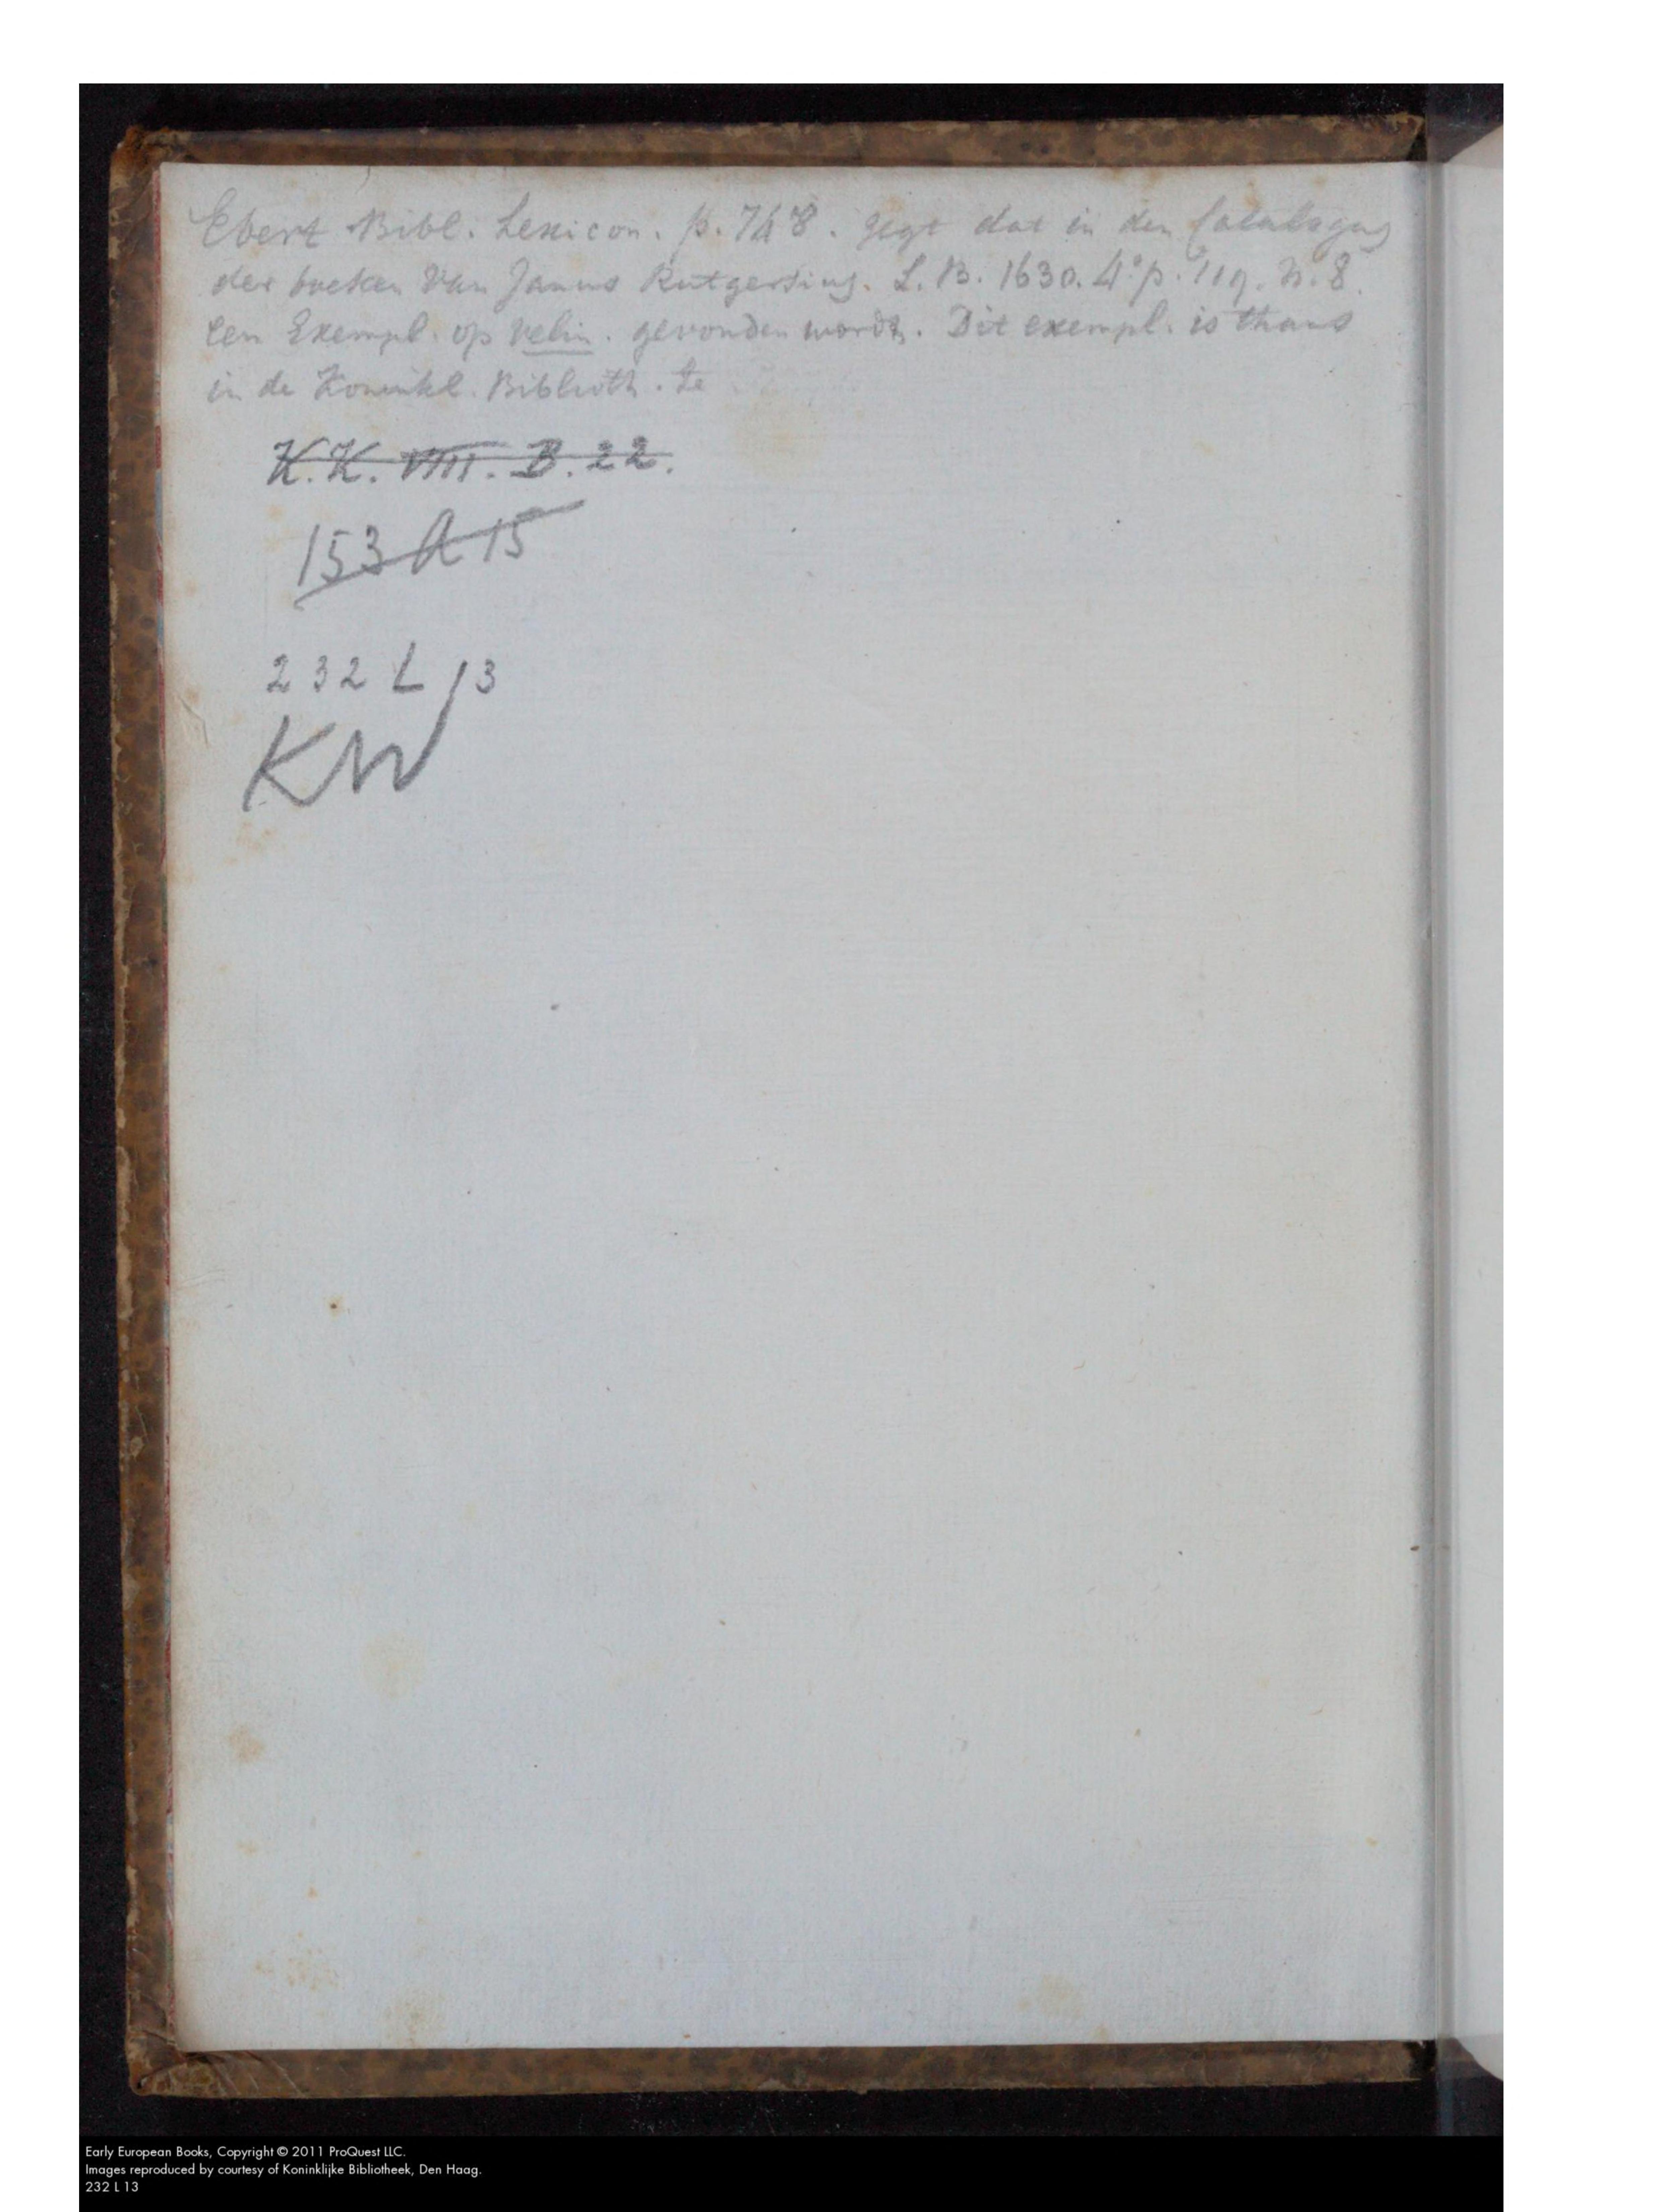 Ebert Bibl. Lexicon. p. 748. zegt dat in den Catalogus
der boeken van Janus Rutgersius. L. B. 1630. 4o p. 119. N. 8.
een Exempl. op velin. gevonden wordt. Dit exempl. is thans
in de Koninkl. Biblioth. te
K.K. VIII. B. 22.
153 A 15
232 L 13
KW
Early European Books, Copyright © 2011 ProQuest LLC.
Images reproduced by courtesy of Koninklijke Bibliotheek, Den Haag.
232 L 13